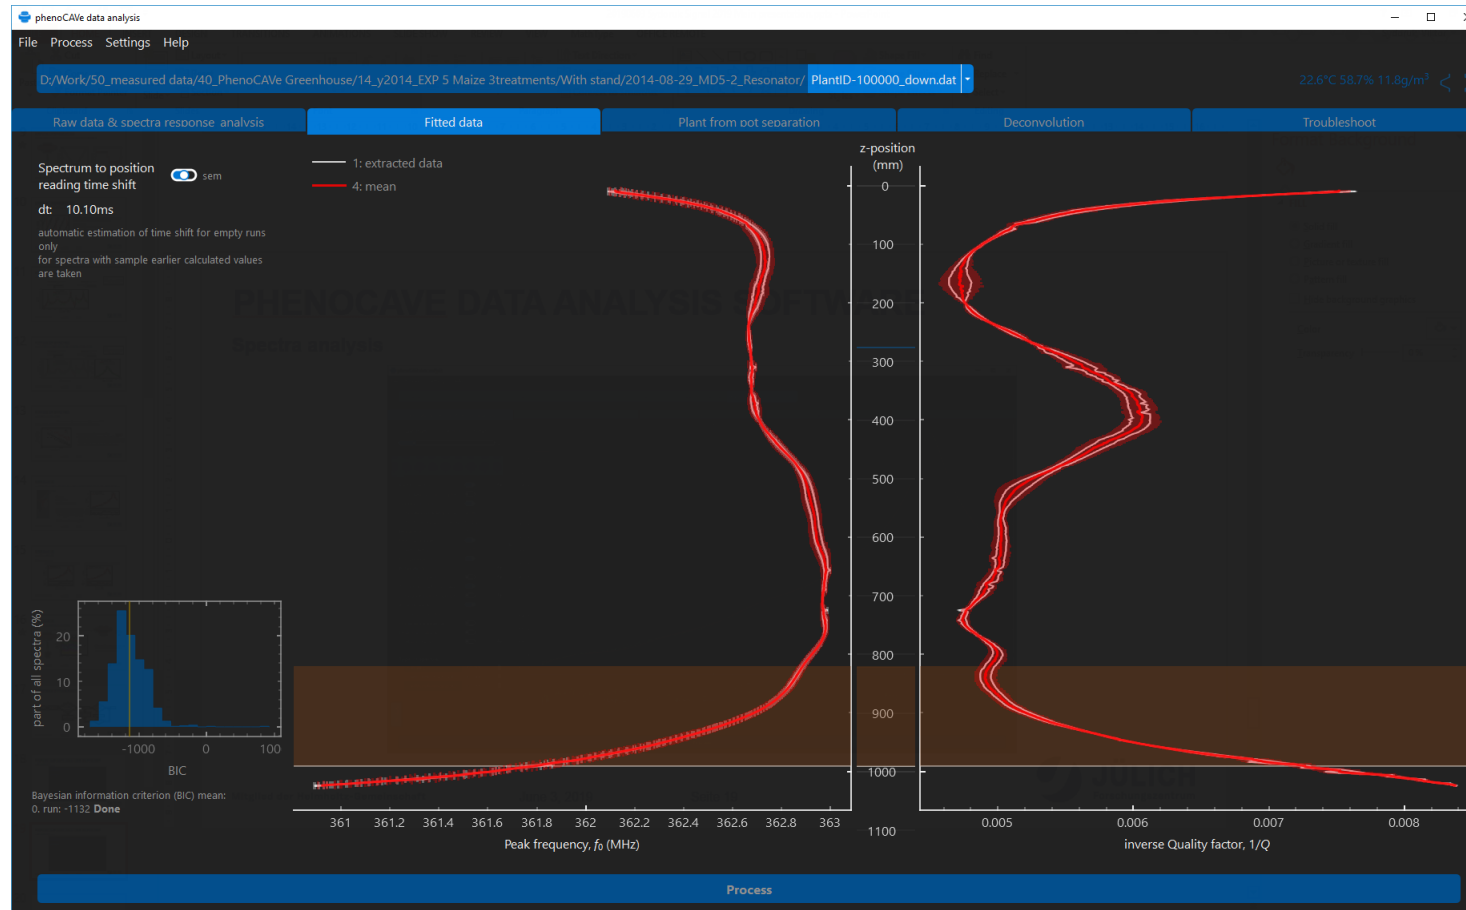 phenoCAVe data analysis
File Process Settings Help
D:/Work/50_measured data/40_PhenoCAVe Greenhouse/14_y2014_EXP 5 Maize 3treatments/With stand/2014-08-29_MD5-2_Resonator/ PlantID-100000_down.dat
22.6°C 58.7% 11.8g/m³
Raw data & spectra response analysis Fitted data Plant from pot separation Deconvolution Troubleshoot
Spectrum to position
reading time shift
sem
dt: 10.10ms
automatic estimation of time shift for empty runs
only
for spectra with sample earlier calculated values
are taken
1: extracted data
4: mean
z-position
(mm)
0
100
200
300
400
500
600
700
800
900
1000
1100
PHENOCAVE DATA ANALYSIS SOFTWARE
Spectra analysis
part of all spectra (%)
20
10
0
-1000 0 100
BIC
Bayesian information criterion (BIC) mean:
0. run: -1132 Done
361 361.2 361.4 361.6 361.8 362 362.2 362.4 362.6 362.8 363
Peak frequency, f₀ (MHz)
0.005 0.006 0.007 0.008
inverse Quality factor, 1/Q
JÜLICH
Process